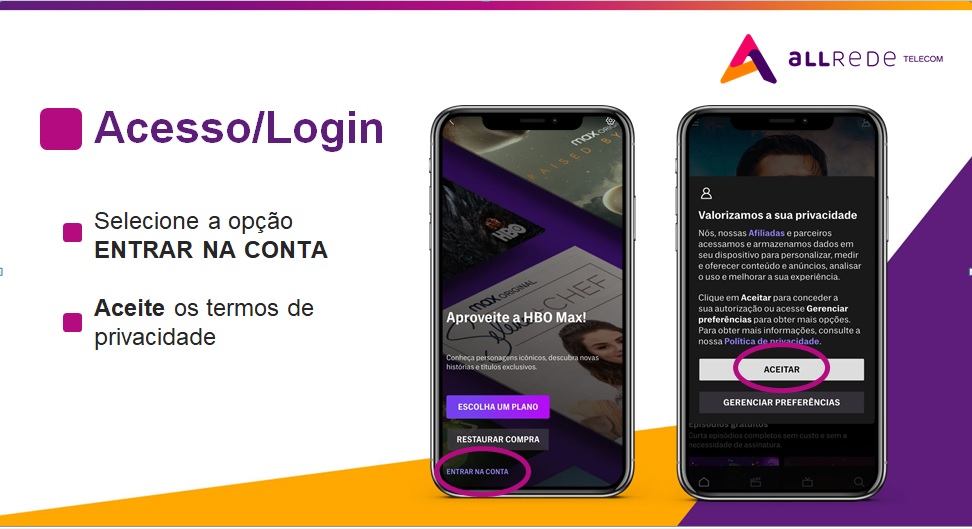 ALLREDE TELECOM
Acesso/Login
Selecione a opção
ENTRAR NA CONTA
Aceite os termos de
privacidade
max ORIGINAL
RAISED BY
HBO
max ORIGINAL
CHEF
Aproveite a HBO Max!
Conheça personagens icônicos, descubra novas
histórias e títulos exclusivos.
ESCOLHA UM PLANO
RESTAURAR COMPRA
ENTRAR NA CONTA
Valorizamos a sua privacidade
Nós, nossas Afiliadas e parceiros
acessamos e armazenamos dados em
seu dispositivo para personalizar, medir
e oferecer conteúdo e anúncios, analisar
o uso e melhorar a sua experiência.
Clique em Aceitar para conceder a
sua autorização ou acesse Gerenciar
preferências para obter mais opções.
Para obter mais informações, consulte a
nossa Política de privacidade.
ACEITAR
GERENCIAR PREFERÊNCIAS
Episódios gratuitos
Curta episódios completos sem custo e sem a
necessidade de assinatura.